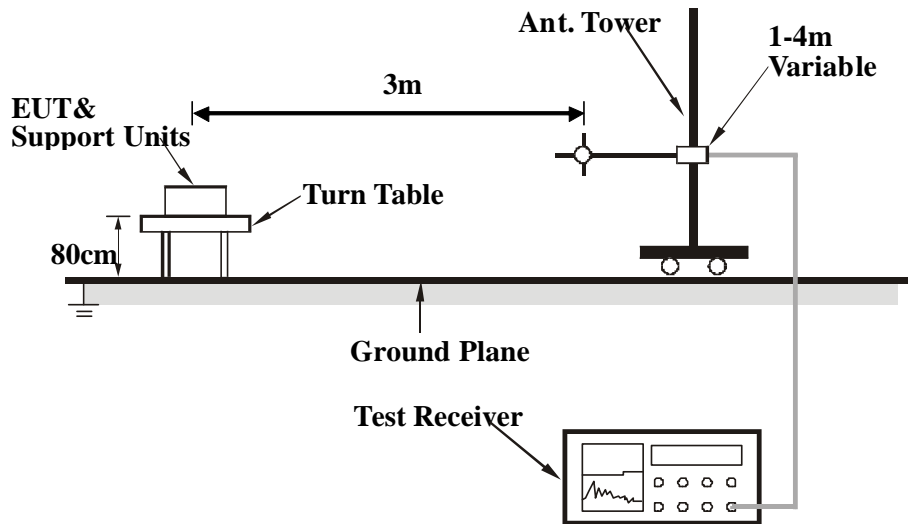 Ant. Tower
1-4m
Variable
3m
EUT&
Support Units
Turn Table
80cm
Ground Plane
Test Receiver